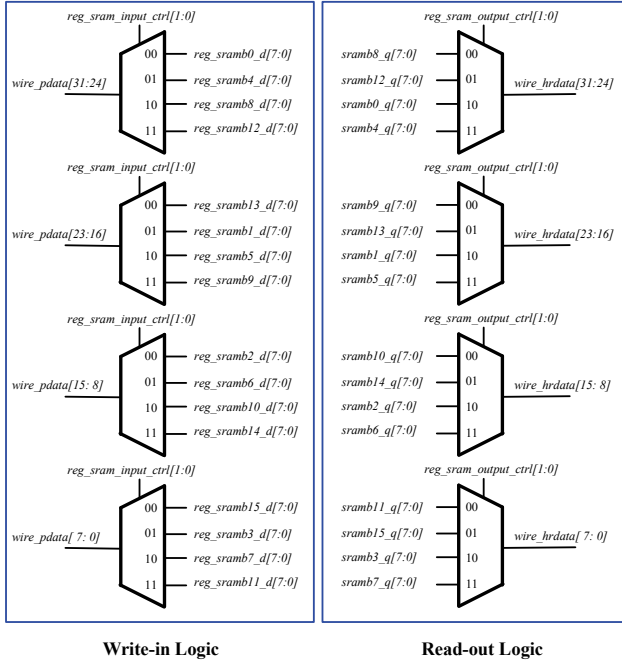 reg_sram_input_ctrl[1:0]
wire_pdata[31:24]
00 reg_sramb0_d[7:0]
01 reg_sramb4_d[7:0]
10 reg_sramb8_d[7:0]
11 reg_sramb12_d[7:0]
reg_sram_input_ctrl[1:0]
wire_pdata[23:16]
00 reg_sramb13_d[7:0]
01 reg_sramb1_d[7:0]
10 reg_sramb5_d[7:0]
11 reg_sramb9_d[7:0]
reg_sram_input_ctrl[1:0]
wire_pdata[15: 8]
00 reg_sramb2_d[7:0]
01 reg_sramb6_d[7:0]
10 reg_sramb10_d[7:0]
11 reg_sramb14_d[7:0]
reg_sram_input_ctrl[1:0]
wire_pdata[ 7: 0]
00 reg_sramb15_d[7:0]
01 reg_sramb3_d[7:0]
10 reg_sramb7_d[7:0]
11 reg_sramb11_d[7:0]
Write-in Logic
reg_sram_output_ctrl[1:0]
sramb8_q[7:0] 00
sramb12_q[7:0] 01
sramb0_q[7:0] 10
sramb4_q[7:0] 11
wire_hrdata[31:24]
reg_sram_output_ctrl[1:0]
sramb9_q[7:0] 00
sramb13_q[7:0] 01
sramb1_q[7:0] 10
sramb5_q[7:0] 11
wire_hrdata[23:16]
reg_sram_output_ctrl[1:0]
sramb10_q[7:0] 00
sramb14_q[7:0] 01
sramb2_q[7:0] 10
sramb6_q[7:0] 11
wire_hrdata[15: 8]
reg_sram_output_ctrl[1:0]
sramb11_q[7:0] 00
sramb15_q[7:0] 01
sramb3_q[7:0] 10
sramb7_q[7:0] 11
wire_hrdata[ 7: 0]
Read-out Logic